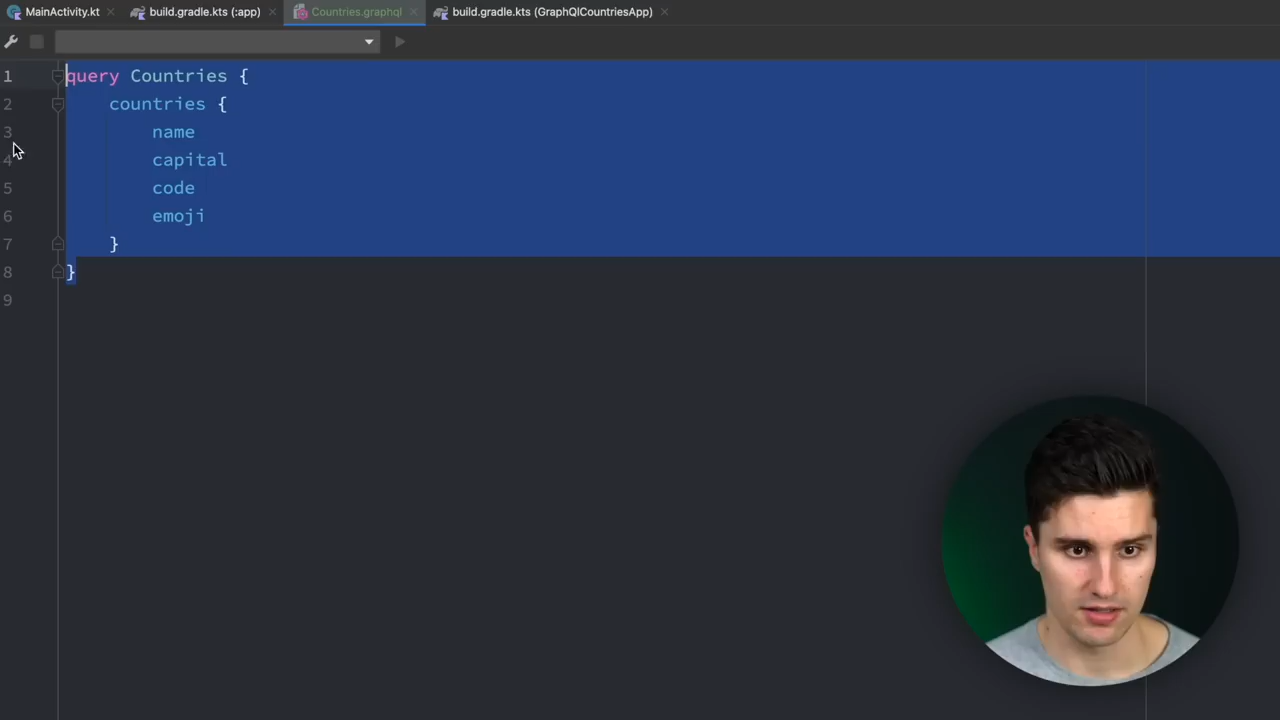 MainActivity.kt
build.gradle.kts (:app)
Countries.graphql
build.gradle.kts (GraphQlCountriesApp)
1 query Countries {
2 countries {
3 name
4 capital
5 code
6 emoji
7 }
8 }
9